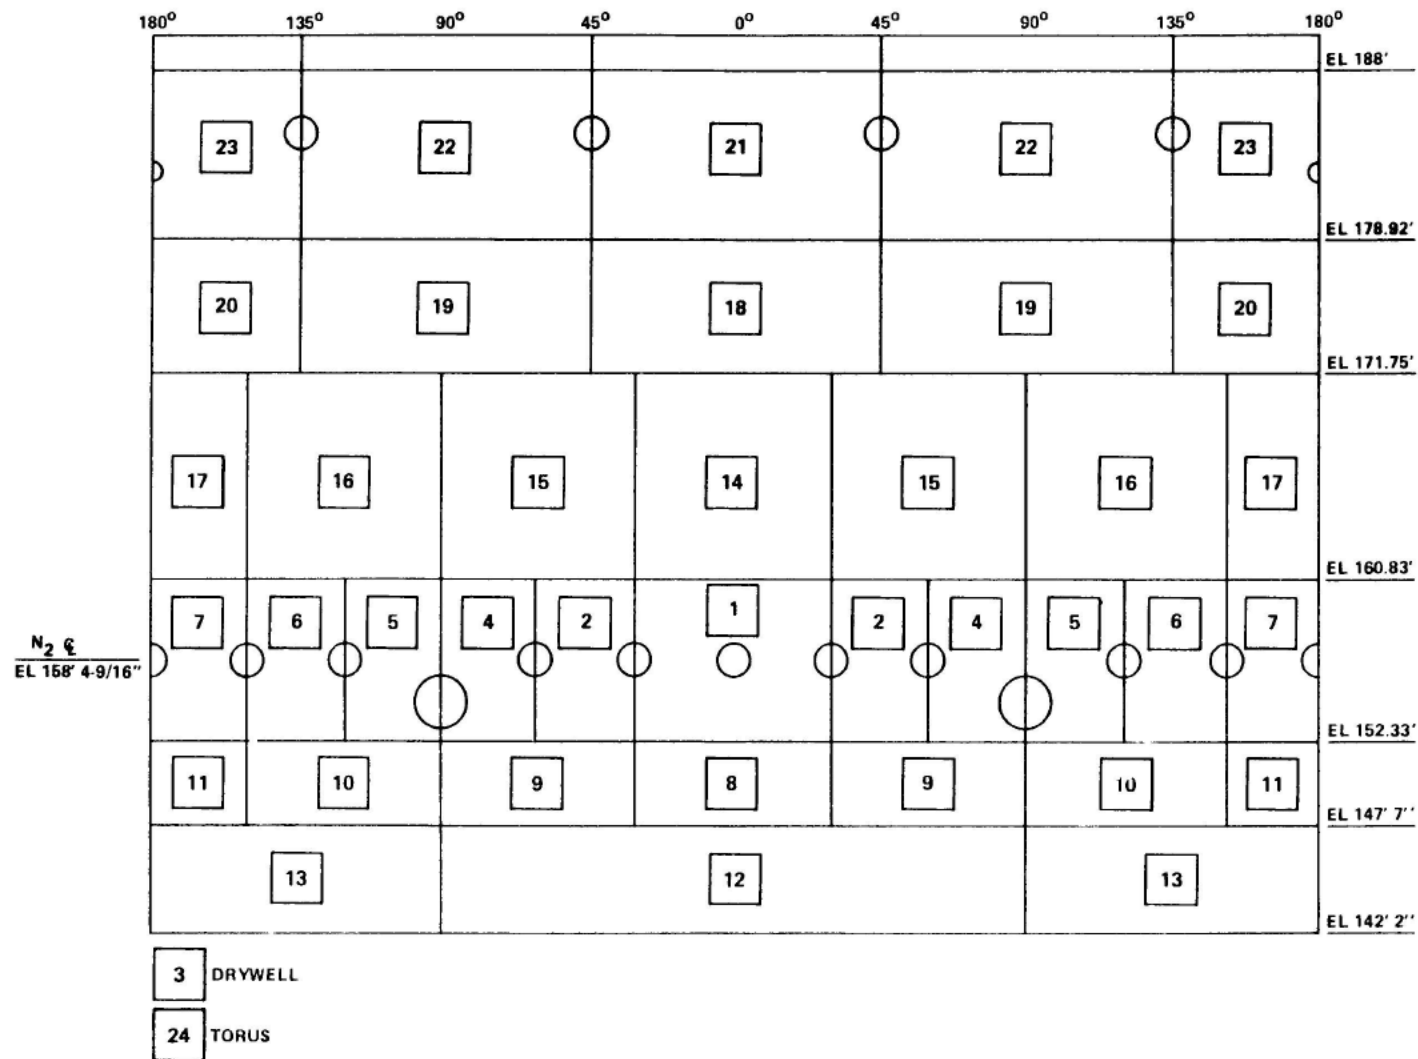 180° 135° 90° 45° 0° 45° 90° 135° 180°
EL 188'
23 22 21 22 23
EL 178.92'
20 19 18 19 20
EL 171.75'
17 16 15 14 15 16 17
EL 160.83'
7 6 5 4 2 1 2 4 5 6 7
N2 ℄
EL 158' 4-9/16"
EL 152.33'
11 10 9 8 9 10 11
EL 147' 7''
13 12 13
EL 142' 2''
3 DRYWELL
24 TORUS